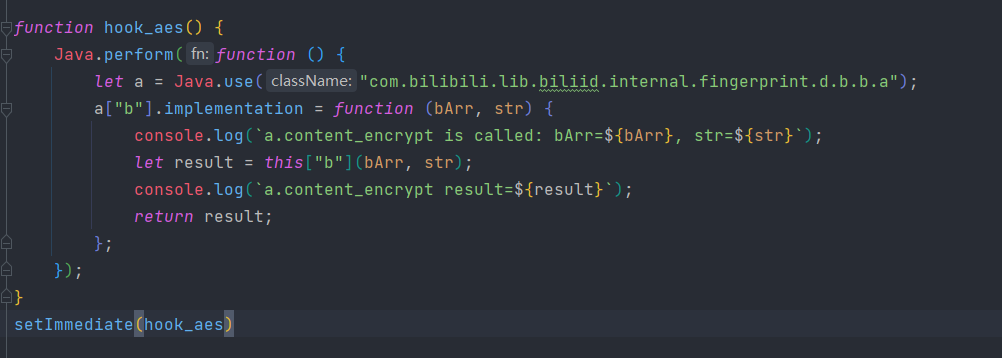 function hook_aes() {
    Java.perform( fn: function () {
        let a = Java.use( className: "com.bilibili.lib.biliid.internal.fingerprint.d.b.b.a");
        a["b"].implementation = function (bArr, str) {
            console.log(`a.content_encrypt is called: bArr=${bArr}, str=${str}`);
            let result = this["b"](bArr, str);
            console.log(`a.content_encrypt result=${result}`);
            return result;
        };
    });
}
setImmediate(hook_aes)